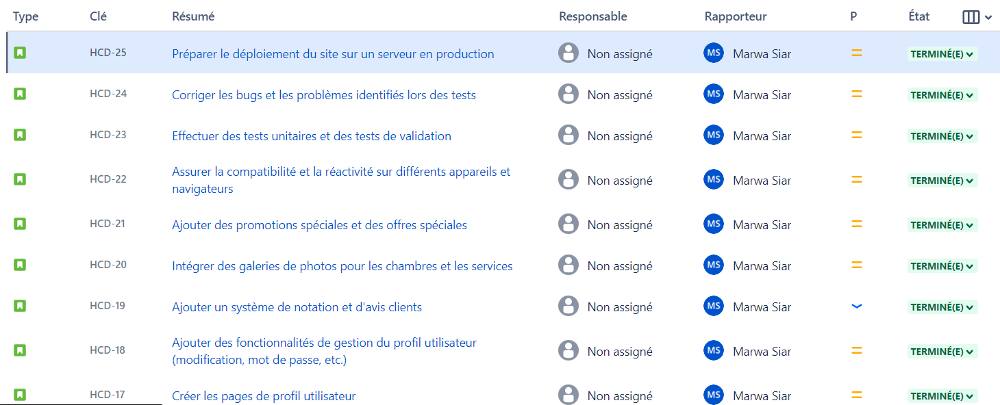 Type Clé Résumé Responsable Rapporteur P État
HCD-25 Préparer le déploiement du site sur un serveur en production Non assigné MS Marwa Siar TERMINÉ(E)
HCD-24 Corriger les bugs et les problèmes identifiés lors des tests Non assigné MS Marwa Siar TERMINÉ(E)
HCD-23 Effectuer des tests unitaires et des tests de validation Non assigné MS Marwa Siar TERMINÉ(E)
HCD-22 Assurer la compatibilité et la réactivité sur différents appareils et
navigateurs Non assigné MS Marwa Siar TERMINÉ(E)
HCD-21 Ajouter des promotions spéciales et des offres spéciales Non assigné MS Marwa Siar TERMINÉ(E)
HCD-20 Intégrer des galeries de photos pour les chambres et les services Non assigné MS Marwa Siar TERMINÉ(E)
HCD-19 Ajouter un système de notation et d'avis clients Non assigné MS Marwa Siar TERMINÉ(E)
HCD-18 Ajouter des fonctionnalités de gestion du profil utilisateur
(modification, mot de passe, etc.) Non assigné MS Marwa Siar TERMINÉ(E)
HCD-17 Créer les pages de profil utilisateur Non assigné MS Marwa Siar TERMINÉ(E)